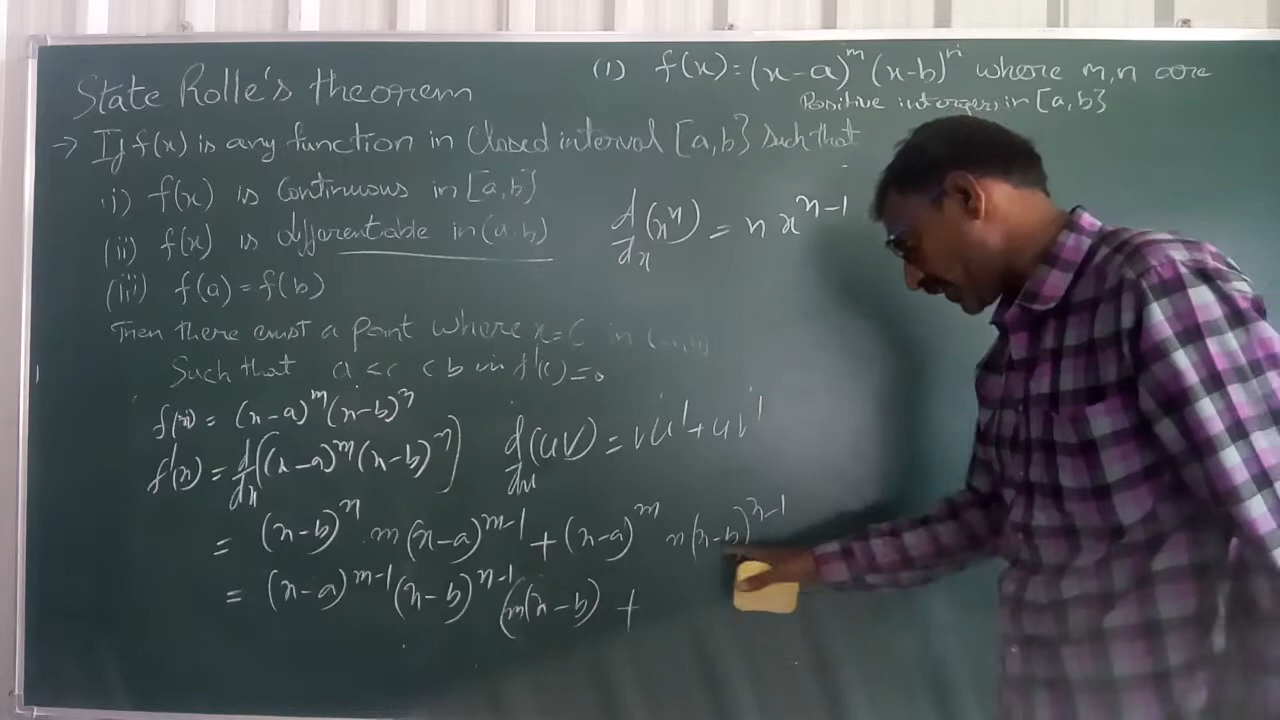 State Rolle's theorem
(1) f(x) = (x-a)^m (x-b)^n where m,n are
Positive intergers in [a,b}
→ If f(x) is any function in Closed interval [a,b} such that
(i) f(x) is continuous in [a,b}
(ii) f(x) is differentiable in (a,b)
(iii) f(a) = f(b)
d/dx (x^n) = n x^{n-1}
Then there exist a point where x=c in
Such that a < c < b in f'(c)=0
f(x) = (x-a)^m (x-b)^n
f'(x) = d/dx [(x-a)^m (x-b)^n]
d/dx (uv) = vu' + uv'
= (x-b)^n . m (x-a)^{m-1} + (x-a)^m n(x-b)^{n-1}
= (x-a)^{m-1} (x-b)^{n-1} (m(x-b) +